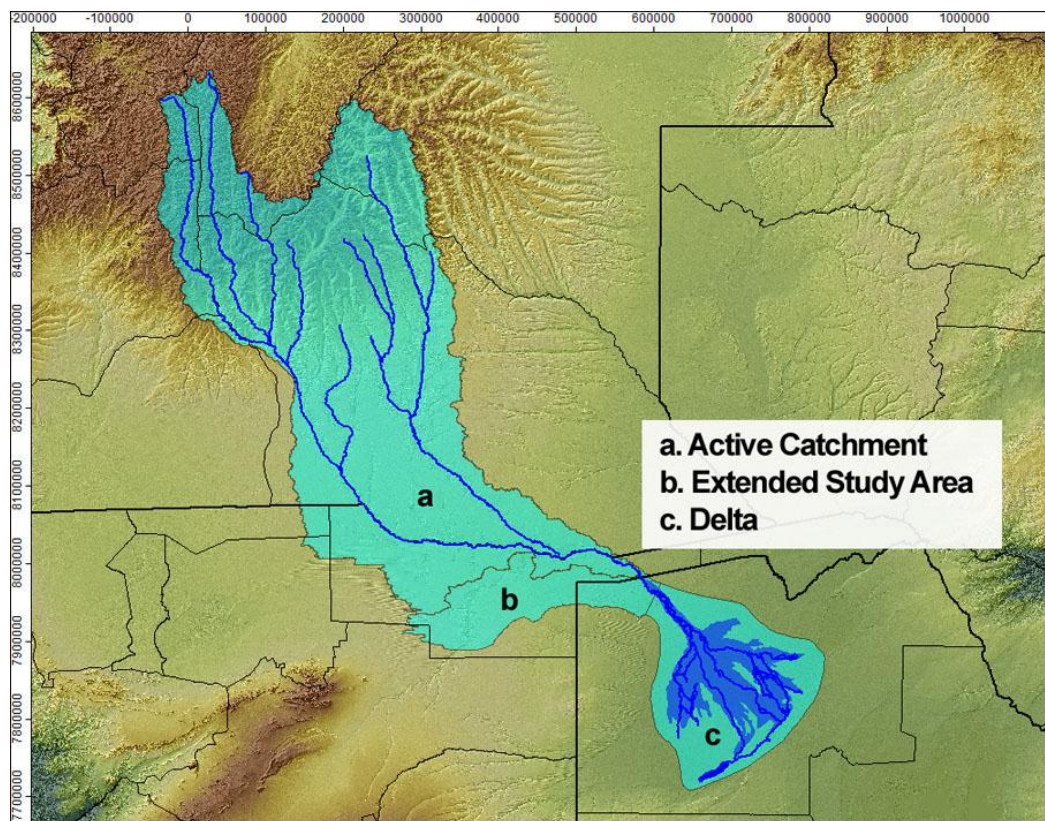 -200000 -100000 0 100000 200000 300000 400000 500000 600000 700000 800000 900000 1000000
8600000
8500000
8400000
8300000
8200000
8100000
8000000
7900000
7800000
7700000
a. Active Catchment
b. Extended Study Area
c. Delta
a
b
c